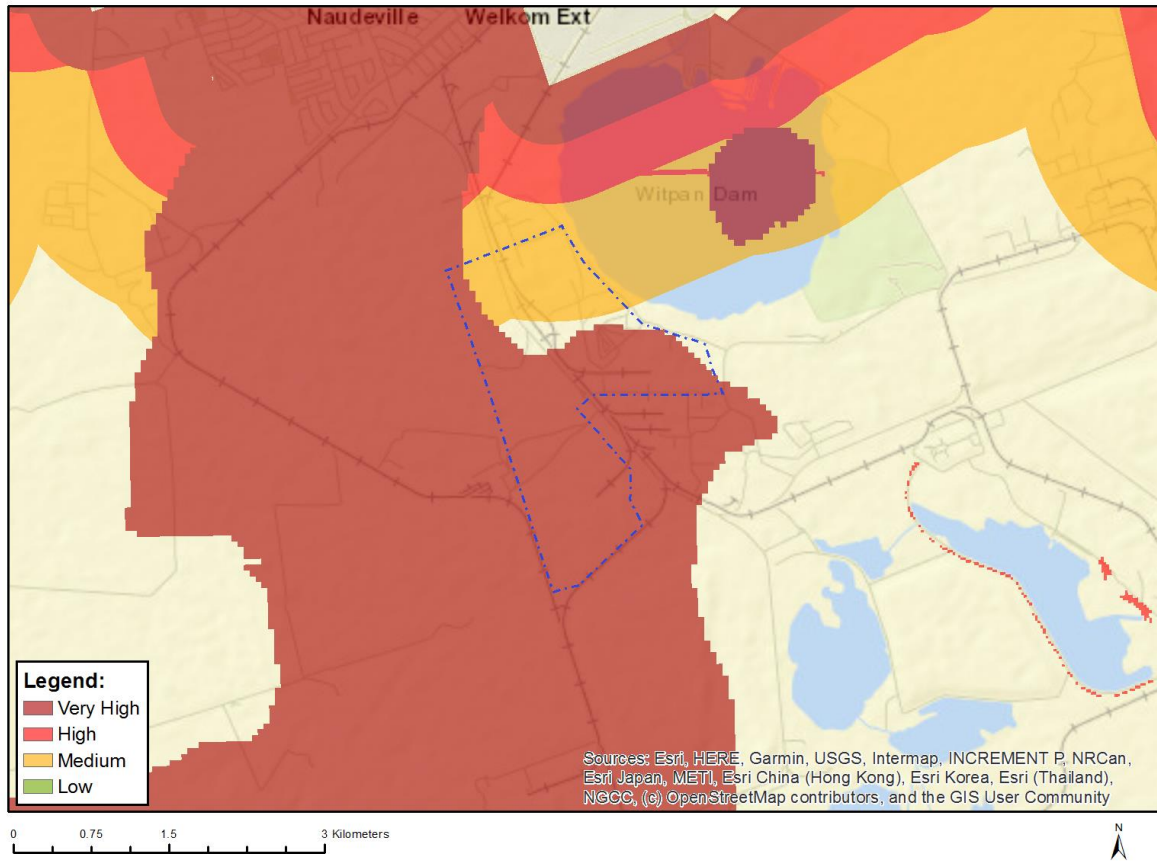 Naudeville Welkom Ext
Witpan Dam
Legend:
Very High
High
Medium
Low
Sources: Esri, HERE, Garmin, USGS, Intermap, INCREMENT P, NRCan,
Esri Japan, METI, Esri China (Hong Kong), Esri Korea, Esri (Thailand),
NGCC, (c) OpenStreetMap contributors, and the GIS User Community
0 0.75 1.5 3 Kilometers
N